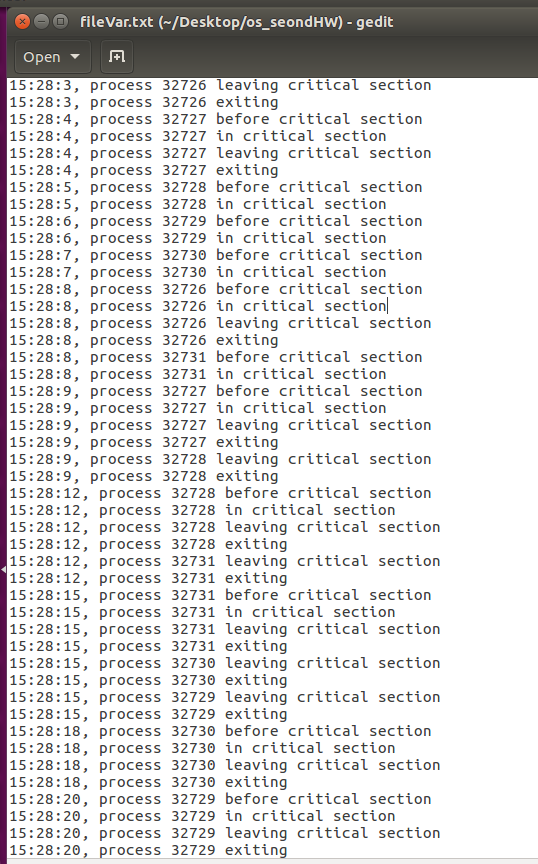 fileVar.txt (~/Desktop/os_seondHW) - gedit
Open
15:28:3, process 32726 leaving critical section
15:28:3, process 32726 exiting
15:28:4, process 32727 before critical section
15:28:4, process 32727 in critical section
15:28:4, process 32727 leaving critical section
15:28:4, process 32727 exiting
15:28:5, process 32728 before critical section
15:28:5, process 32728 in critical section
15:28:6, process 32729 before critical section
15:28:6, process 32729 in critical section
15:28:7, process 32730 before critical section
15:28:7, process 32730 in critical section
15:28:8, process 32726 before critical section
15:28:8, process 32726 in critical section
15:28:8, process 32726 leaving critical section
15:28:8, process 32726 exiting
15:28:8, process 32731 before critical section
15:28:8, process 32731 in critical section
15:28:9, process 32727 before critical section
15:28:9, process 32727 in critical section
15:28:9, process 32727 leaving critical section
15:28:9, process 32727 exiting
15:28:9, process 32728 leaving critical section
15:28:9, process 32728 exiting
15:28:12, process 32728 before critical section
15:28:12, process 32728 in critical section
15:28:12, process 32728 leaving critical section
15:28:12, process 32728 exiting
15:28:12, process 32731 leaving critical section
15:28:12, process 32731 exiting
15:28:15, process 32731 before critical section
15:28:15, process 32731 in critical section
15:28:15, process 32731 leaving critical section
15:28:15, process 32731 exiting
15:28:15, process 32730 leaving critical section
15:28:15, process 32730 exiting
15:28:15, process 32729 leaving critical section
15:28:15, process 32729 exiting
15:28:18, process 32730 before critical section
15:28:18, process 32730 in critical section
15:28:18, process 32730 leaving critical section
15:28:18, process 32730 exiting
15:28:20, process 32729 before critical section
15:28:20, process 32729 in critical section
15:28:20, process 32729 leaving critical section
15:28:20, process 32729 exiting